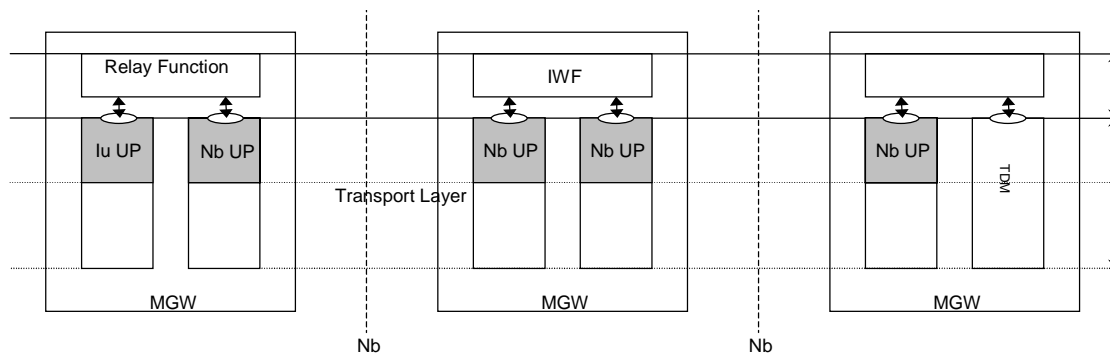 Relay Function
IWF
Iu UP
Nb UP
Nb UP
Nb UP
Nb UP
TDM
Transport Layer
MGW
MGW
MGW
Nb
Nb